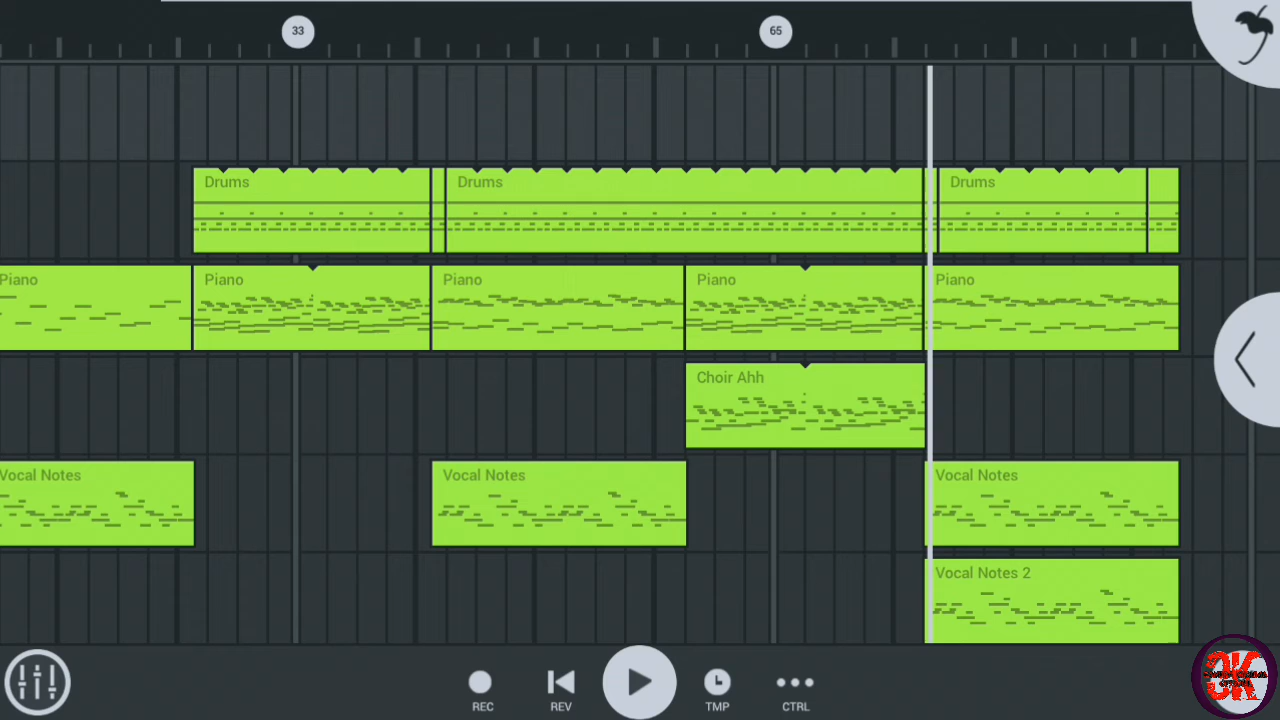 33
65
Drums
Drums
Drums
Piano
Piano
Piano
Piano
Piano
Choir Ahh
Vocal Notes
Vocal Notes
Vocal Notes
Vocal Notes 2
REC
REV
TMP
CTRL